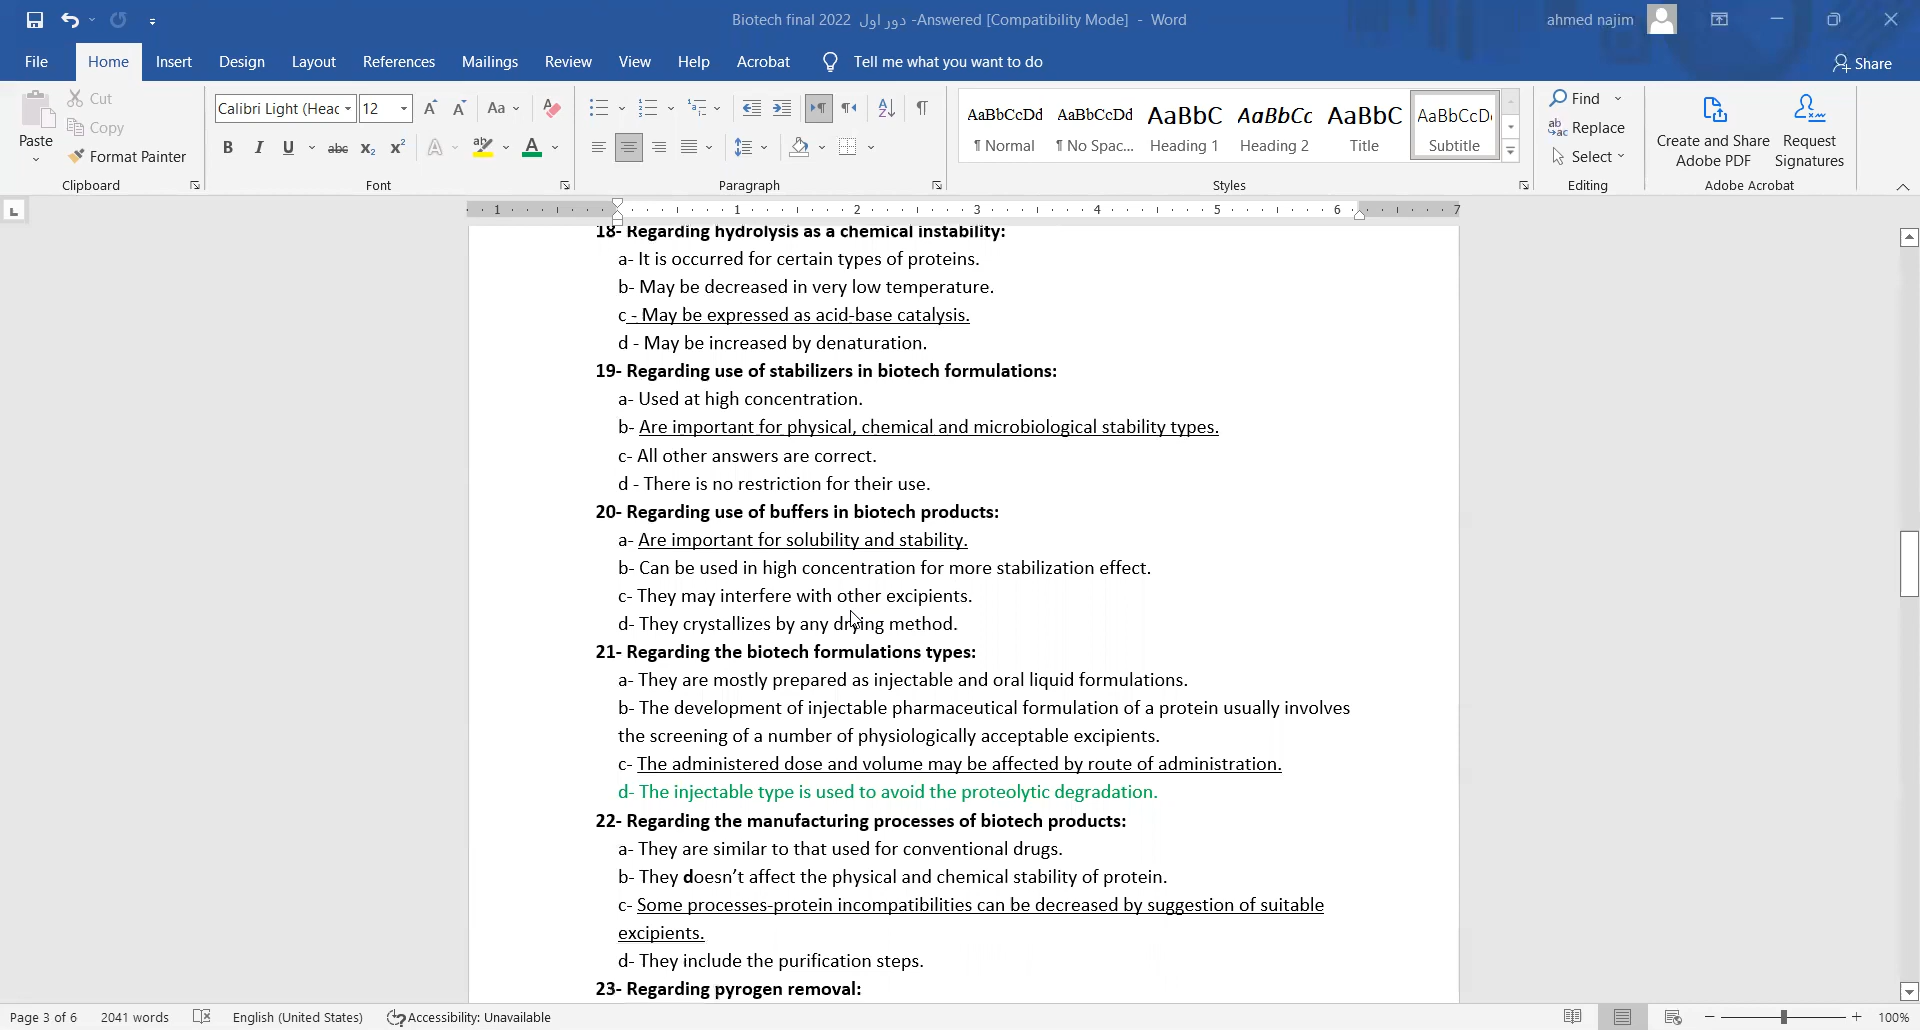 Biotech final 2022 دور اول -Answered [Compatibility Mode] - Word
ahmed najim
File Home Insert Design Layout References Mailings Review View Help Acrobat Tell me what you want to do Share
Cut
Copy
Format Painter
Paste
Calibri Light (Heac 12
Aa
B I U abc x₂ x²
AaBbCcDd AaBbCcDd AaBbC AaBbCc AaBbC AaBbCcD
¶ Normal ¶ No Spac... Heading 1 Heading 2 Title Subtitle
Find
Replace
Select
Create and Share Adobe PDF
Request Signatures
Clipboard Font Paragraph Styles Editing Adobe Acrobat
1 1 2 3 4 5 6 7
18- Regarding hydrolysis as a chemical instability:
a- It is occurred for certain types of proteins.
b- May be decreased in very low temperature.
c - May be expressed as acid-base catalysis.
d - May be increased by denaturation.
19- Regarding use of stabilizers in biotech formulations:
a- Used at high concentration.
b- Are important for physical, chemical and microbiological stability types.
c- All other answers are correct.
d - There is no restriction for their use.
20- Regarding use of buffers in biotech products:
a- Are important for solubility and stability.
b- Can be used in high concentration for more stabilization effect.
c- They may interfere with other excipients.
d- They crystallizes by any drying method.
21- Regarding the biotech formulations types:
a- They are mostly prepared as injectable and oral liquid formulations.
b- The development of injectable pharmaceutical formulation of a protein usually involves
the screening of a number of physiologically acceptable excipients.
c- The administered dose and volume may be affected by route of administration.
d- The injectable type is used to avoid the proteolytic degradation.
22- Regarding the manufacturing processes of biotech products:
a- They are similar to that used for conventional drugs.
b- They doesn't affect the physical and chemical stability of protein.
c- Some processes-protein incompatibilities can be decreased by suggestion of suitable
excipients.
d- They include the purification steps.
23- Regarding pyrogen removal:
Page 3 of 6 2041 words English (United States) Accessibility: Unavailable 100%